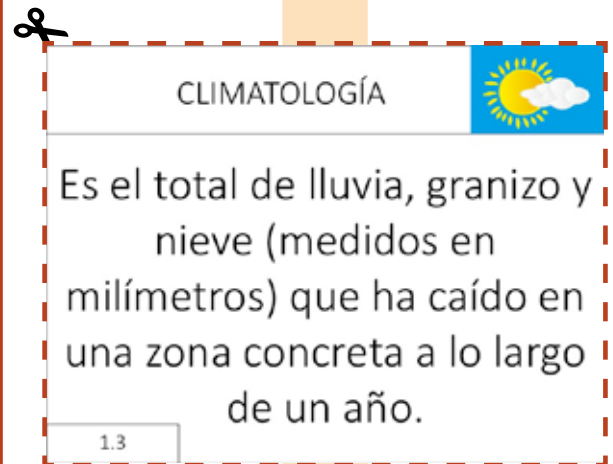 CLIMATOLOGÍA
Es el total de lluvia, granizo y
nieve (medidos en
milímetros) que ha caído en
una zona concreta a lo largo
de un año.
1.3